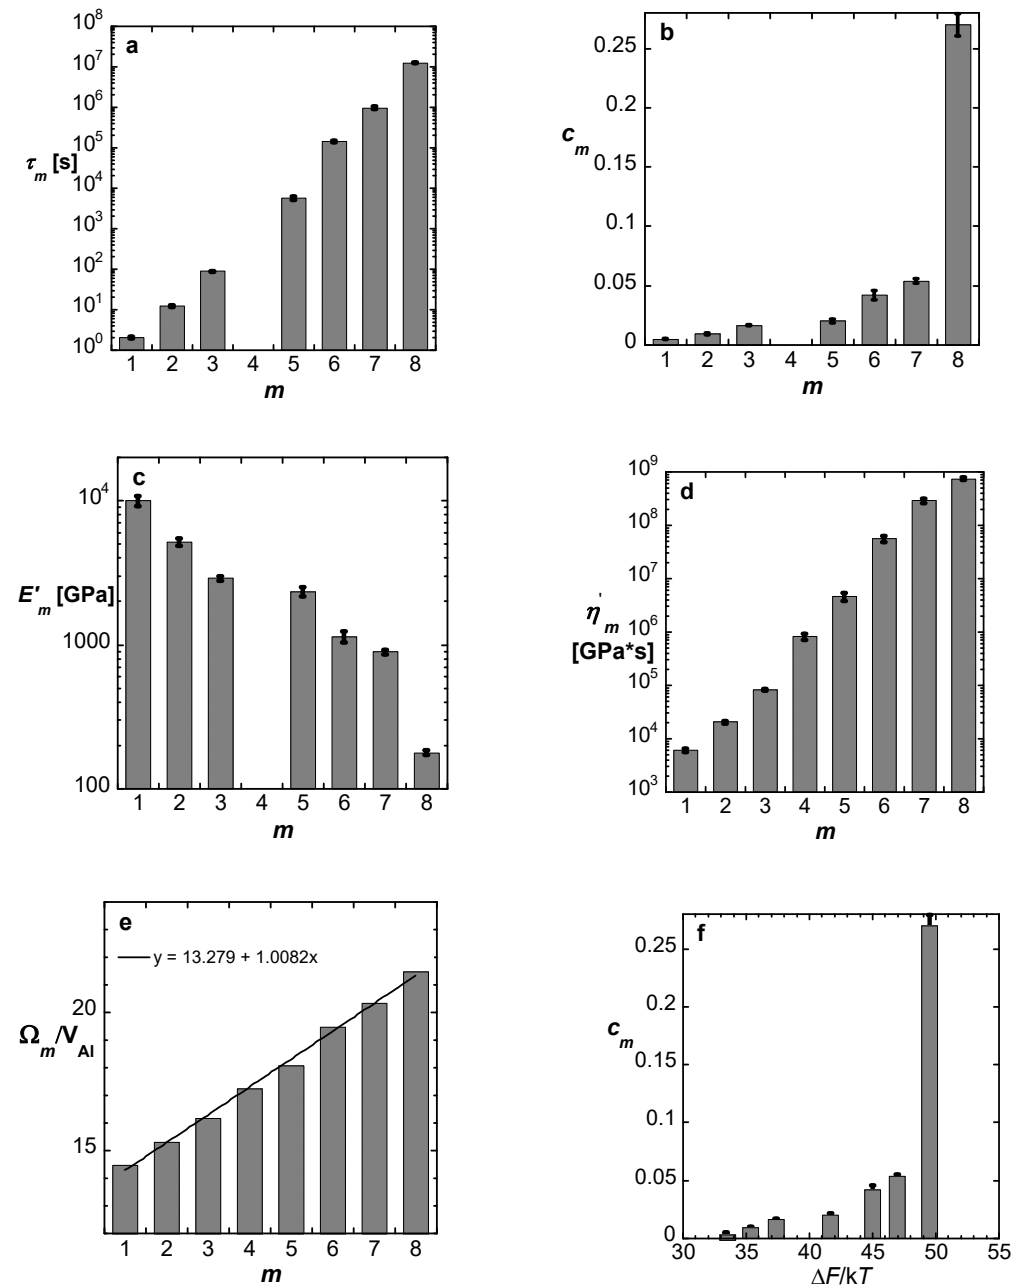 a
10^8
10^7
10^6
10^5
10^4
10^3
10^2
10^1
10^0
τ_m [s]
1 2 3 4 5 6 7 8
m
b
0.25
0.2
0.15
0.1
0.05
0
c_m
1 2 3 4 5 6 7 8
m
c
10^4
1000
100
E'_m [GPa]
1 2 3 4 5 6 7 8
m
d
10^9
10^8
10^7
10^6
10^5
10^4
10^3
η'_m
[GPa*s]
1 2 3 4 5 6 7 8
m
e
y = 13.279 + 1.0082x
20
15
Ω_m/V_Al
1 2 3 4 5 6 7 8
m
f
0.25
0.2
0.15
0.1
0.05
0
c_m
30 35 40 45 50 55
ΔF/kT